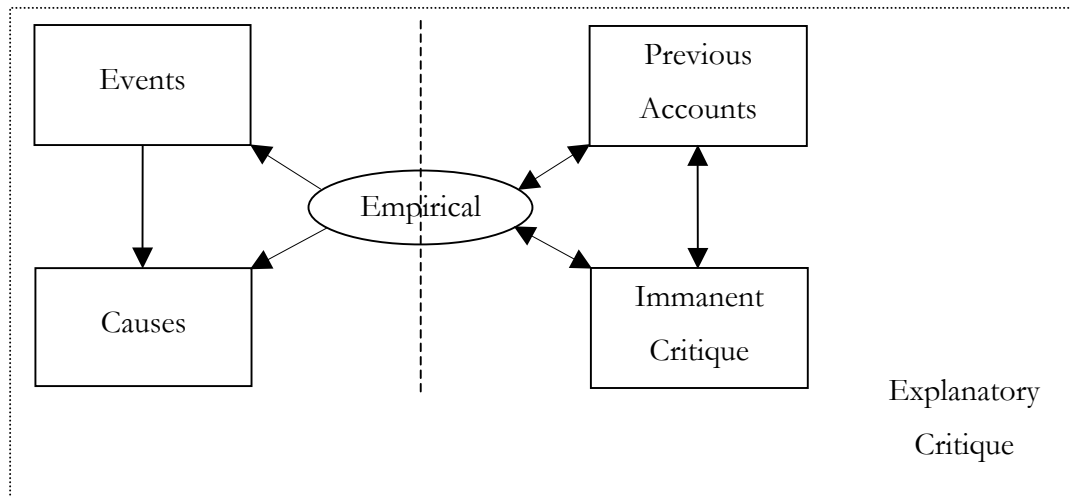 Events
Previous
Accounts
Empirical
Causes
Immanent
Critique
Explanatory
Critique